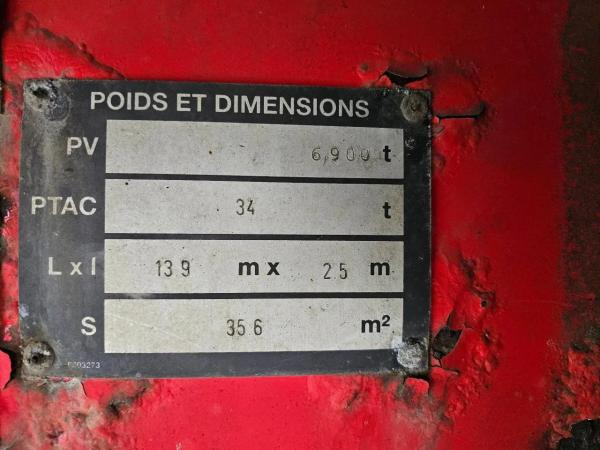 POIDS ET DIMENSIONS
PV 6,900 t
PTAC 34 t
L x l 13 9 m x 2 5 m
S 35 6 m²